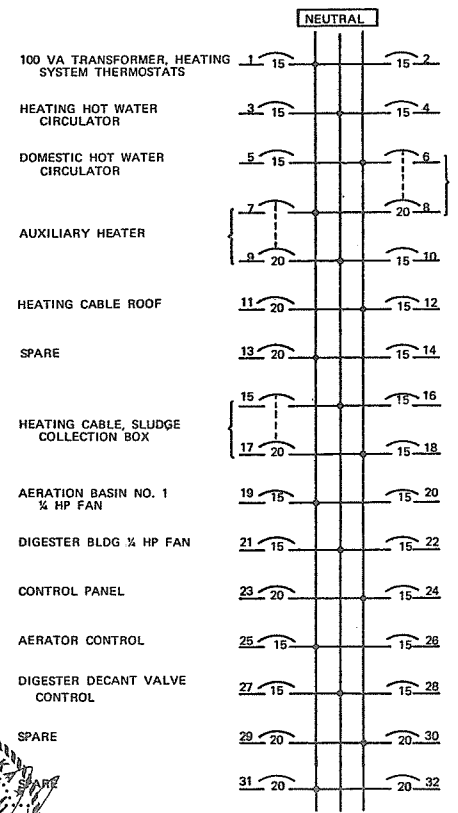 NEUTRAL
100 VA TRANSFORMER, HEATING 1 15 15 2
SYSTEM THERMOSTATS
HEATING HOT WATER 3 15 15 4
CIRCULATOR
DOMESTIC HOT WATER 5 15 6
CIRCULATOR
7 20 8
AUXILIARY HEATER
9 20 15 10
HEATING CABLE ROOF 11 20 15 12
SPARE 13 20 15 14
15 15 16
HEATING CABLE, SLUDGE
COLLECTION BOX 17 20 15 18
AERATION BASIN NO. 1 19 15 15 20
¼ HP FAN
DIGESTER BLDG ¼ HP FAN 21 15 15 22
CONTROL PANEL 23 20 15 24
AERATOR CONTROL 25 15 15 26
DIGESTER DECANT VALVE 27 15 15 28
CONTROL
SPARE 29 20 20 30
SPARE 31 20 20 32